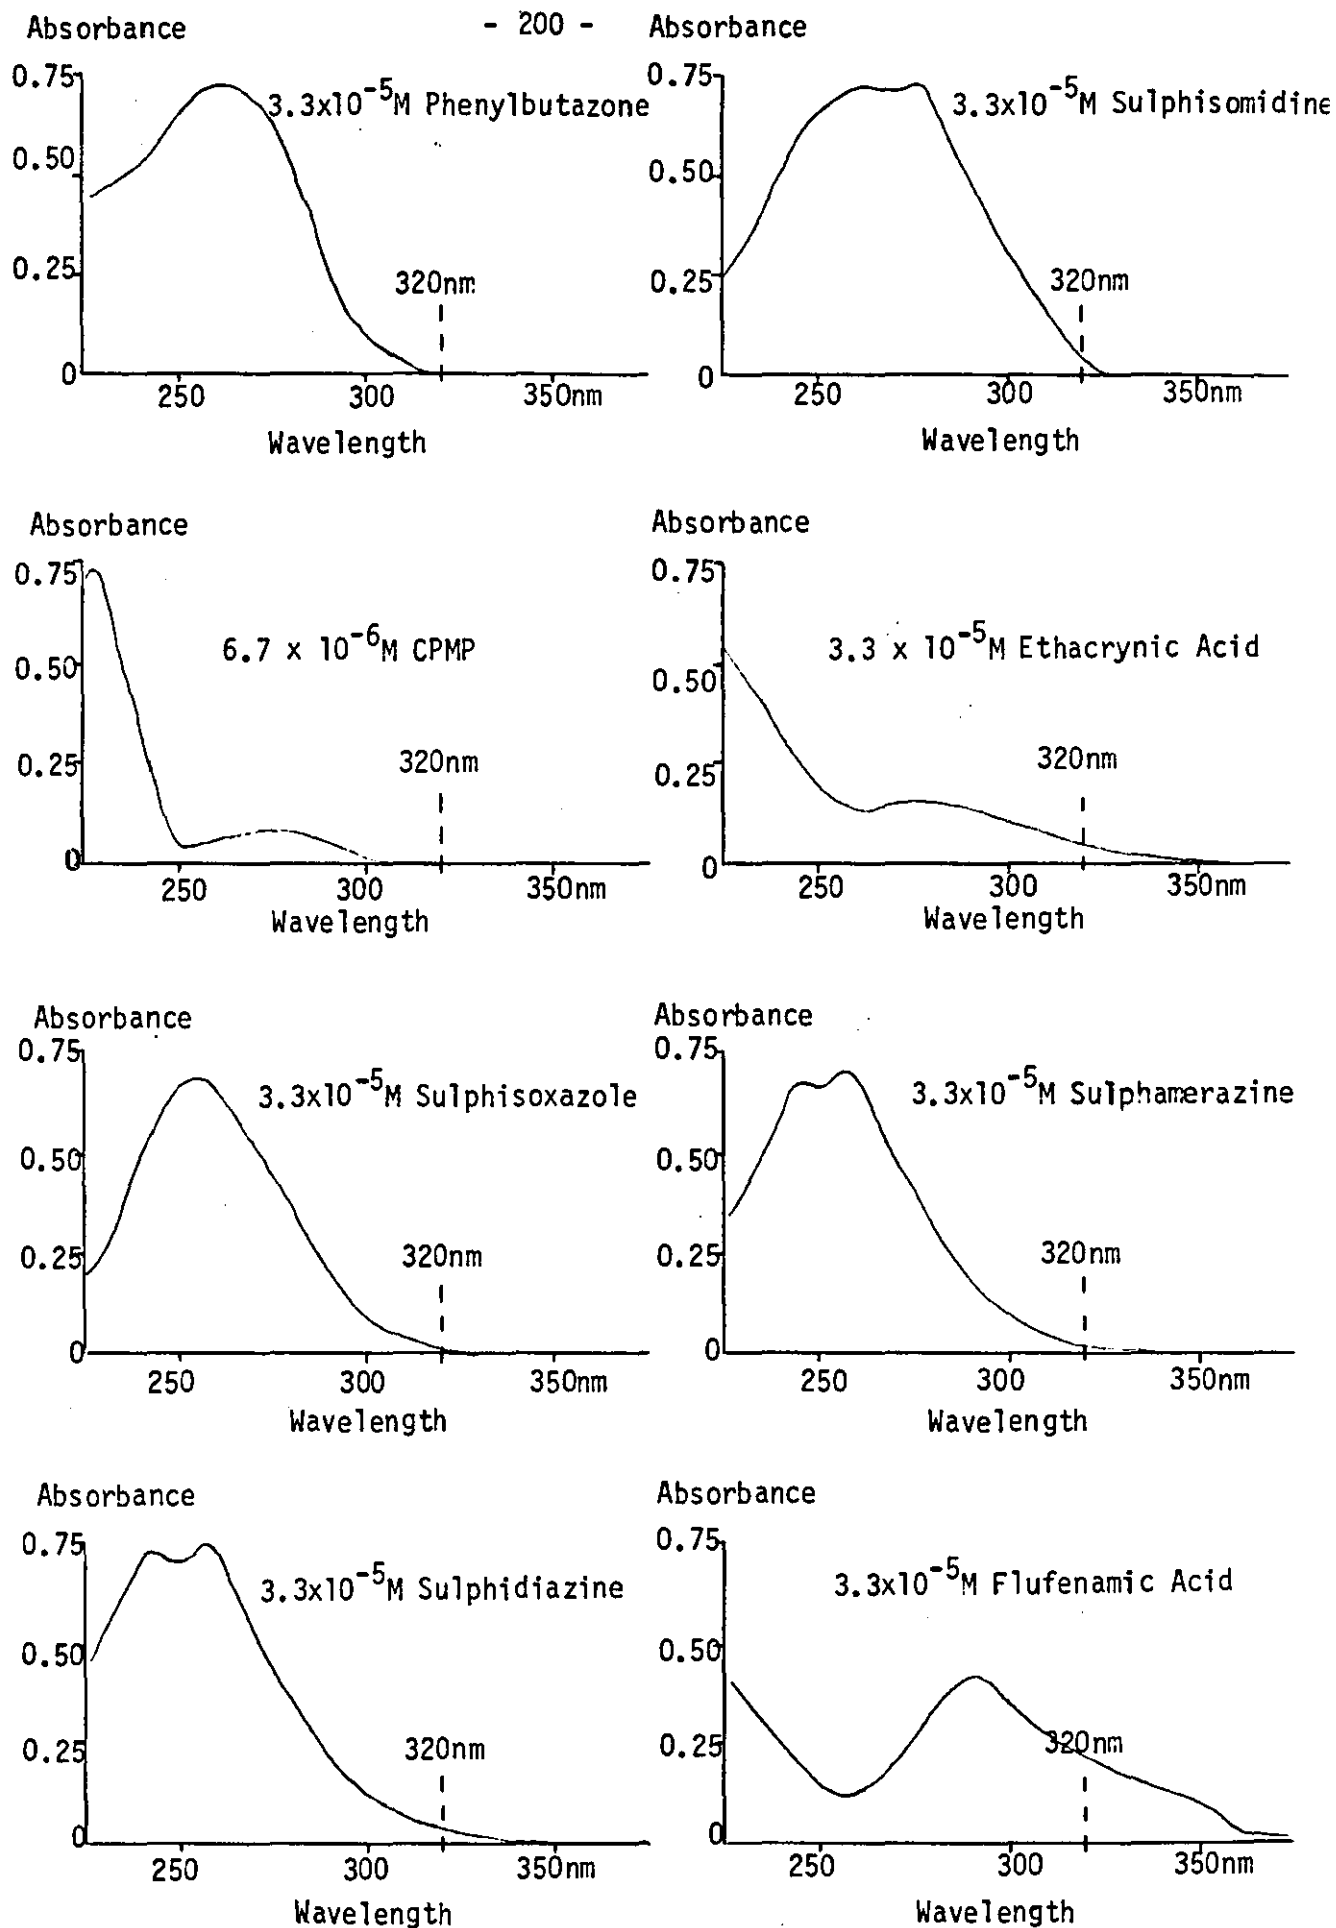 - 200 -
Absorbance
0.75
0.50
0.25
0
3.3x10⁻⁵M Phenylbutazone
320nm
250 300 350nm
Wavelength
Absorbance
0.75
0.50
0.25
0
3.3x10⁻⁵M Sulphisomidine
320nm
250 300 350nm
Wavelength
Absorbance
0.75
0.50
0.25
0
6.7 x 10⁻⁶M CPMP
320nm
250 300 350nm
Wavelength
Absorbance
0.75
0.50
0.25
0
3.3 x 10⁻⁵M Ethacrynic Acid
320nm
250 300 350nm
Wavelength
Absorbance
0.75
0.50
0.25
0
3.3x10⁻⁵M Sulphisoxazole
320nm
250 300 350nm
Wavelength
Absorbance
0.75
0.50
0.25
0
3.3x10⁻⁵M Sulphamerazine
320nm
250 300 350nm
Wavelength
Absorbance
0.75
0.50
0.25
0
3.3x10⁻⁵M Sulphidiazine
320nm
250 300 350nm
Wavelength
Absorbance
0.75
0.50
0.25
0
3.3x10⁻⁵M Flufenamic Acid
320nm
250 300 350nm
Wavelength